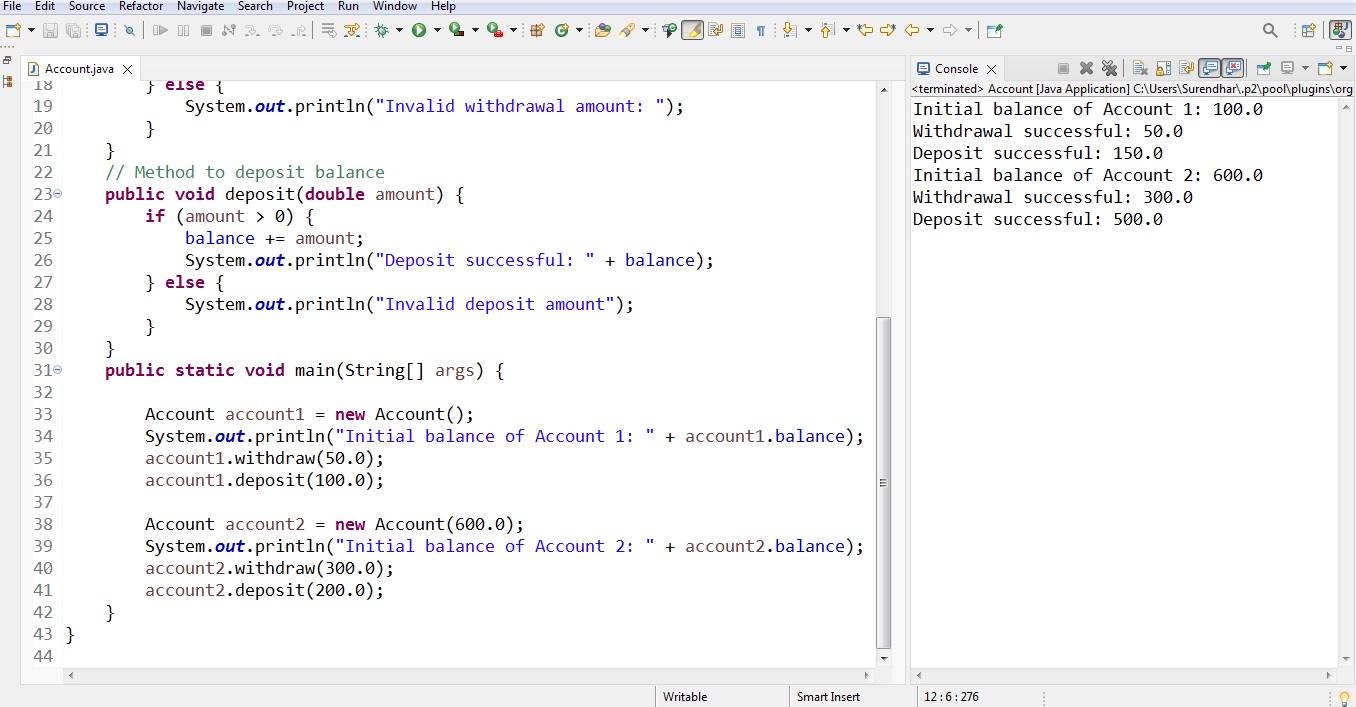 File Edit Source Refactor Navigate Search Project Run Window Help
Account.java
18 } else {
19 System.out.println("Invalid withdrawal amount: ");
20 }
21 }
22 // Method to deposit balance
23 public void deposit(double amount) {
24 if (amount > 0) {
25 balance += amount;
26 System.out.println("Deposit successful: " + balance);
27 } else {
28 System.out.println("Invalid deposit amount");
29 }
30 }
31 public static void main(String[] args) {
32
33 Account account1 = new Account();
34 System.out.println("Initial balance of Account 1: " + account1.balance);
35 account1.withdraw(50.0);
36 account1.deposit(100.0);
37
38 Account account2 = new Account(600.0);
39 System.out.println("Initial balance of Account 2: " + account2.balance);
40 account2.withdraw(300.0);
41 account2.deposit(200.0);
42 }
43 }
44
Console
<terminated> Account [Java Application] C:\Users\Surendhar\.p2\pool\plugins\org
Initial balance of Account 1: 100.0
Withdrawal successful: 50.0
Deposit successful: 150.0
Initial balance of Account 2: 600.0
Withdrawal successful: 300.0
Deposit successful: 500.0
Writable Smart Insert 12 : 6 : 276